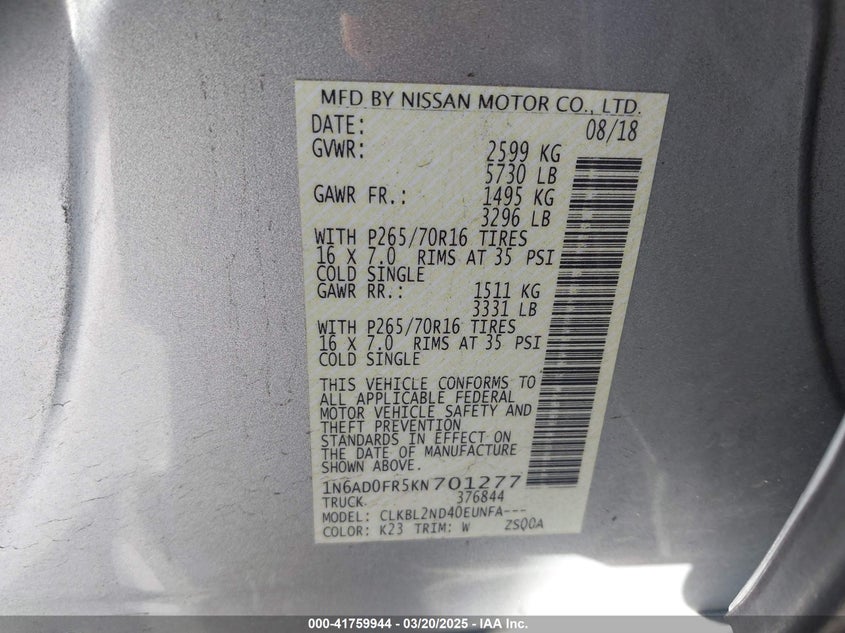 MFD BY NISSAN MOTOR CO., LTD.
DATE: 08/18
GVWR: 2599 KG
5730 LB
GAWR FR.: 1495 KG
3296 LB
WITH P265/70R16 TIRES
16 X 7.0 RIMS AT 35 PSI
COLD SINGLE
GAWR RR.: 1511 KG
3331 LB
WITH P265/70R16 TIRES
16 X 7.0 RIMS AT 35 PSI
COLD SINGLE
THIS VEHICLE CONFORMS TO
ALL APPLICABLE FEDERAL
MOTOR VEHICLE SAFETY AND
THEFT PREVENTION
STANDARDS IN EFFECT ON
THE DATE OF MANUFACTURE
SHOWN ABOVE.
1N6AD0FR5KN701277
TRUCK 376844
MODEL: CLKBL2ND40EUNFA---
COLOR: K23 TRIM: W ZSQ0A
000-41759944 | 03/20/2025 - IAA Inc.